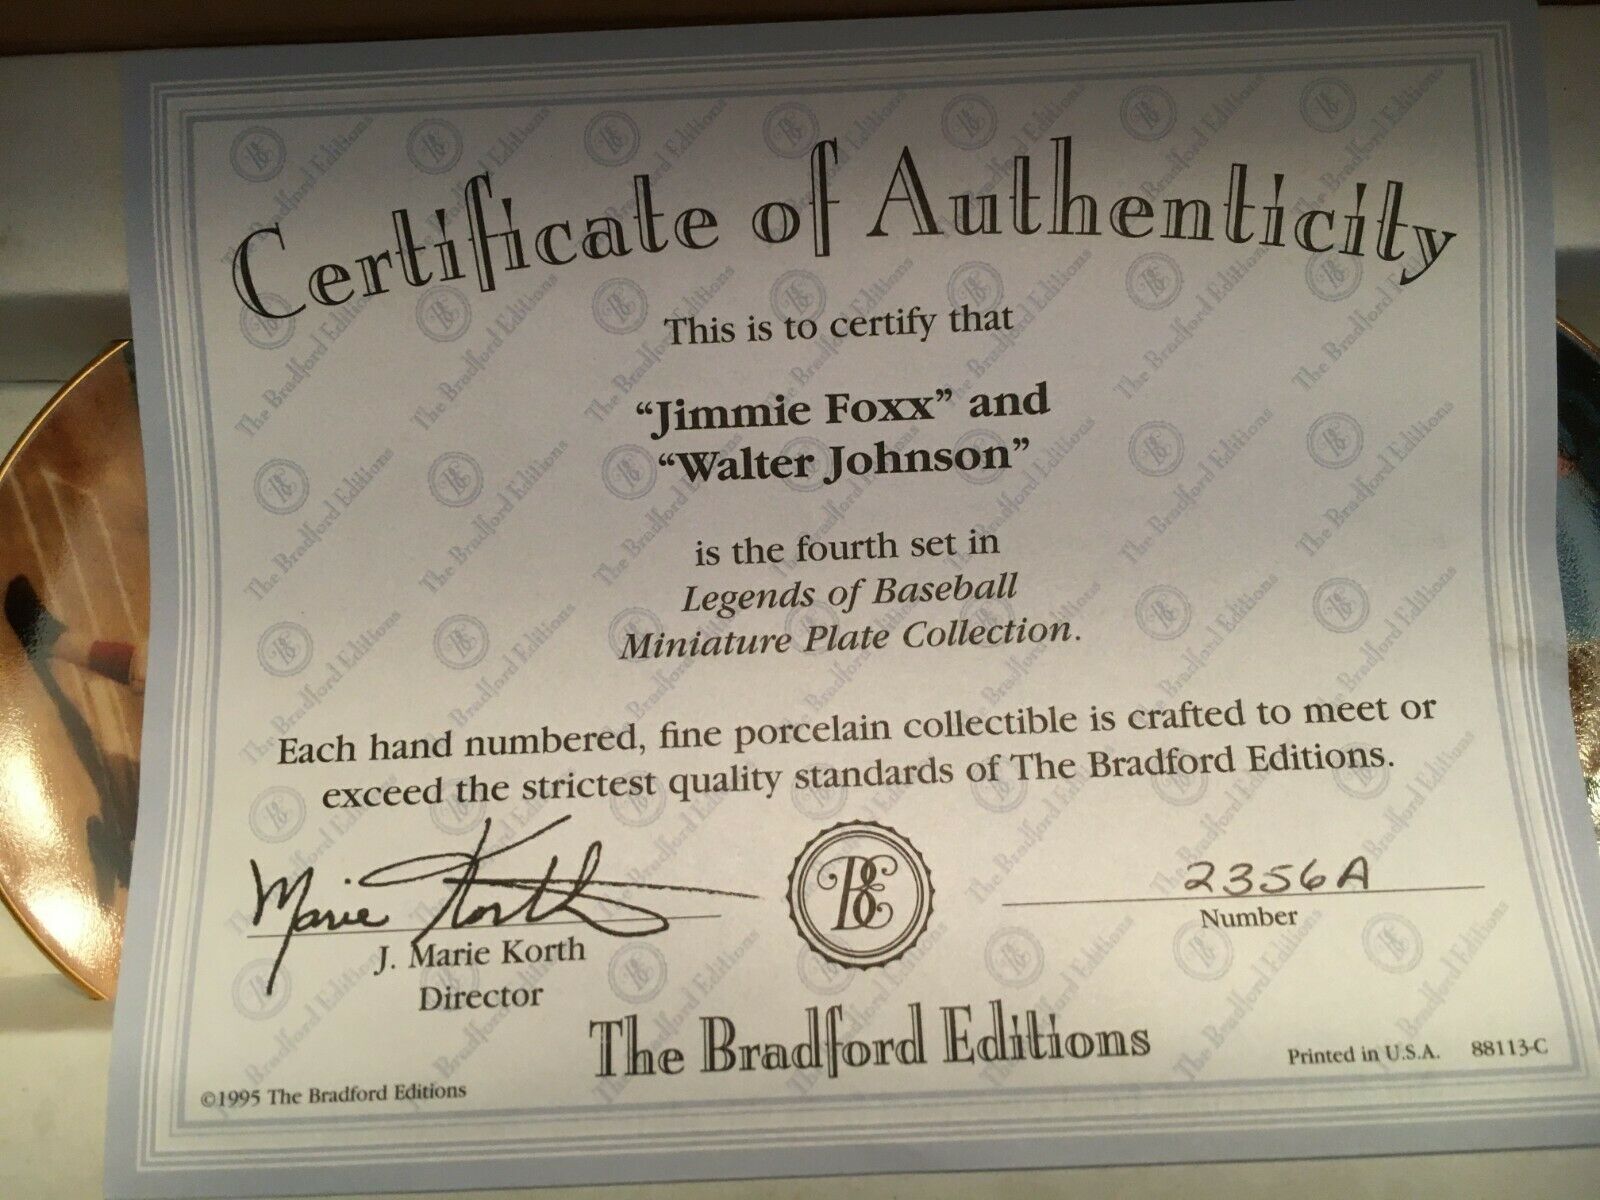 Certificate of Authenticity
This is to certify that
“Jimmie Foxx” and
“Walter Johnson”
is the fourth set in
Legends of Baseball
Miniature Plate Collection.
Each hand numbered, fine porcelain collectible is crafted to meet or
exceed the strictest quality standards of The Bradford Editions.
Marie Korth
J. Marie Korth
Director
BE
2356A
Number
The Bradford Editions
©1995 The Bradford Editions
Printed in U.S.A. 88113-C